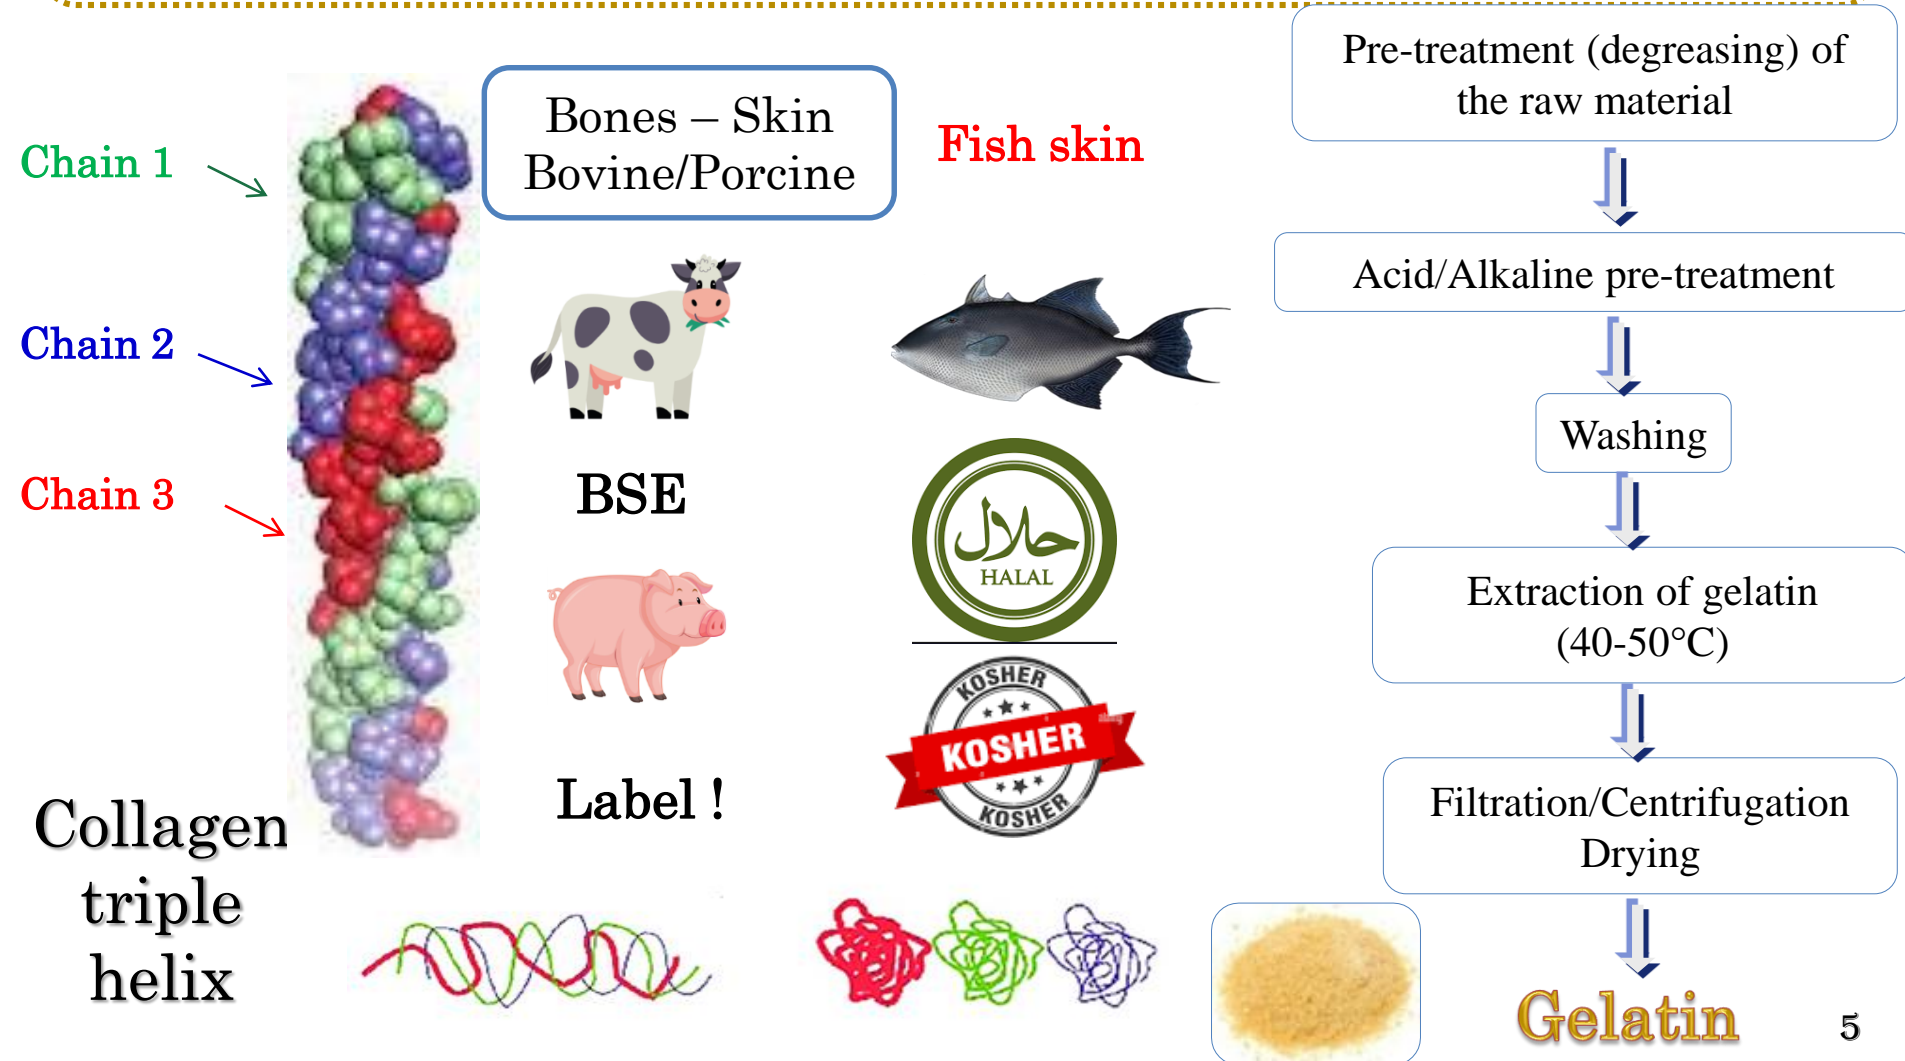 Chain 1
Chain 2
Chain 3
Collagen
triple
helix
Bones – Skin
Bovine/Porcine
BSE
Label !
Fish skin
حلال
HALAL
KOSHER
KOSHER
KOSHER
Pre-treatment (degreasing) of
the raw material
Acid/Alkaline pre-treatment
Washing
Extraction of gelatin
(40-50°C)
Filtration/Centrifugation
Drying
Gelatin
5